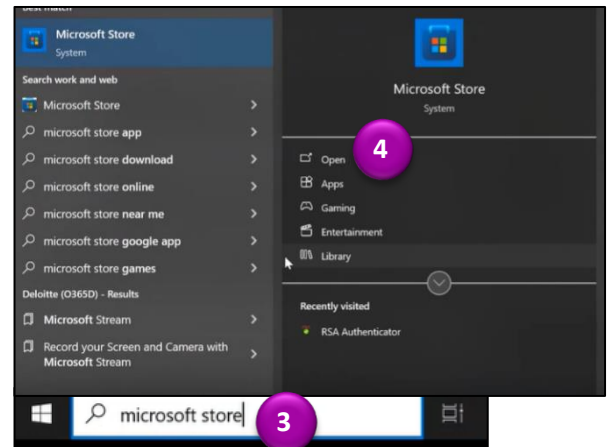 Best match
Microsoft Store
System
Search work and web
Microsoft Store
microsoft store app
microsoft store download
microsoft store online
microsoft store near me
microsoft store google app
microsoft store games
Deloitte (O365D) - Results
Microsoft Stream
Record your Screen and Camera with
Microsoft Stream
Microsoft Store
System
4
Open
Apps
Gaming
Entertainment
Library
Recently visited
RSA Authenticator
microsoft store
3